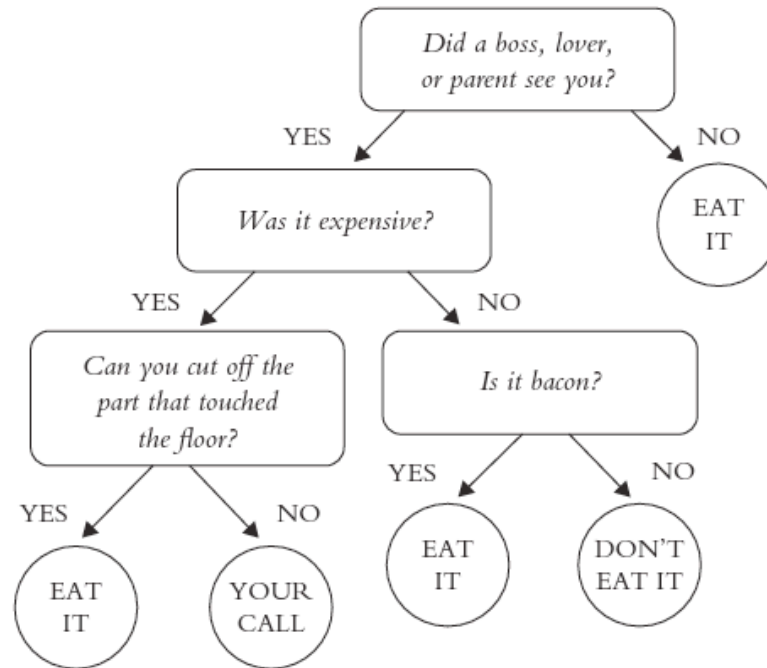 Did a boss, lover,
or parent see you?
YES
NO
Was it expensive?
EAT
IT
YES
NO
Can you cut off the
part that touched
the floor?
Is it bacon?
YES
NO
YES
NO
EAT
IT
YOUR
CALL
EAT
IT
DON'T
EAT IT